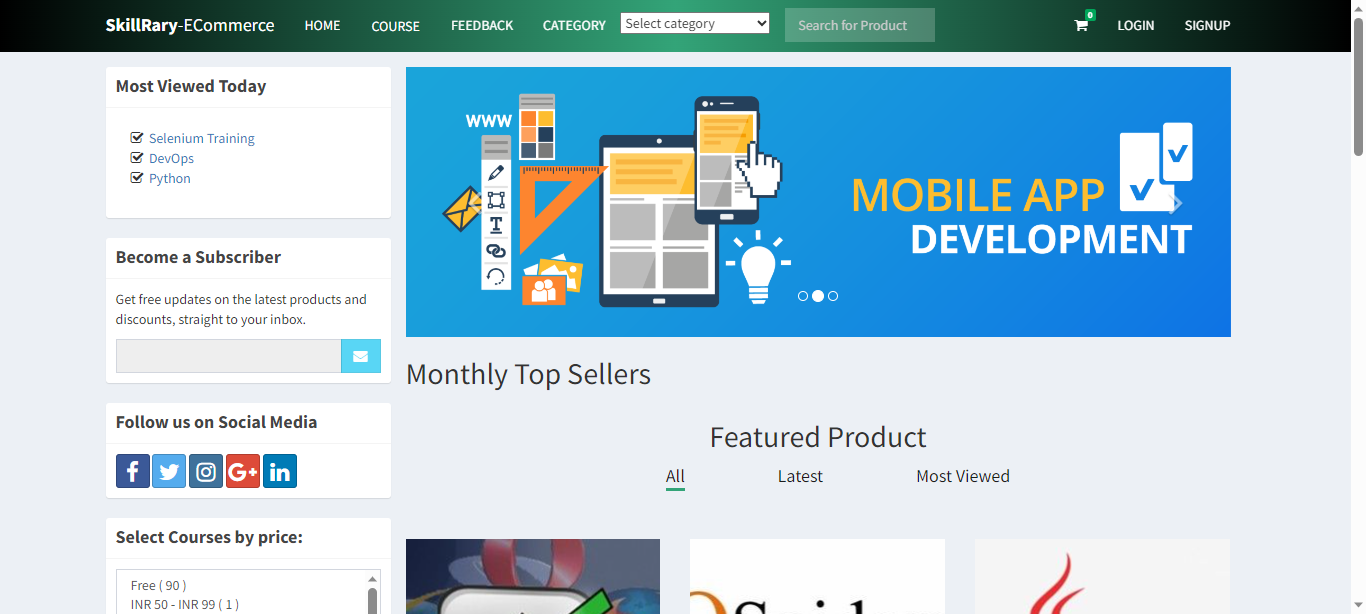 SkillRary-ECommerce HOME COURSE FEEDBACK CATEGORY Select category Search for Product 0 LOGIN SIGNUP
Most Viewed Today
Selenium Training
DevOps
Python
Become a Subscriber
Get free updates on the latest products and
discounts, straight to your inbox.
Follow us on Social Media
Select Courses by price:
Free ( 90 )
INR 50 - INR 99 ( 1 )
WWW
T
MOBILE APP
DEVELOPMENT
Monthly Top Sellers
Featured Product
All Latest Most Viewed